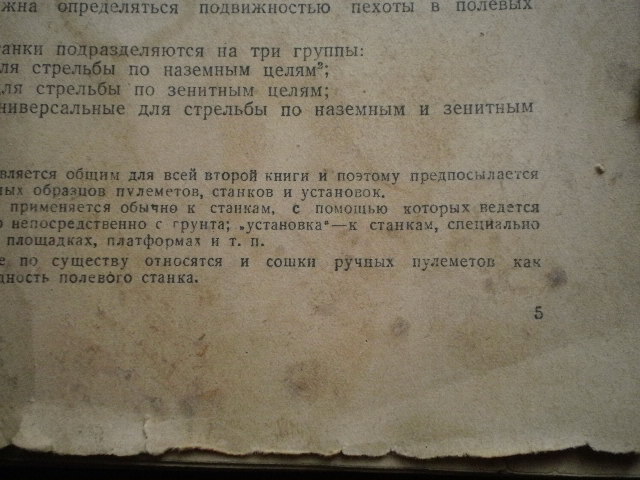 жна определяться подвижностью пехоты в полевых
танки подразделяются на три группы:
ля стрельбы по наземным целям³;
для стрельбы по зенитным целям;
ниверсальные для стрельбы по наземным и зенитным
вляется общим для всей второй книги и поэтому предпосылается
ных образцов пулеметов, станков и установок.
применяется обычно к станкам, с помощью которых ведется
о непосредственно с грунта; „установка“—к станкам, специально
площадках, платформах и т. п.
е по существу относятся и сошки ручных пулеметов как
дность полевого станка.
5